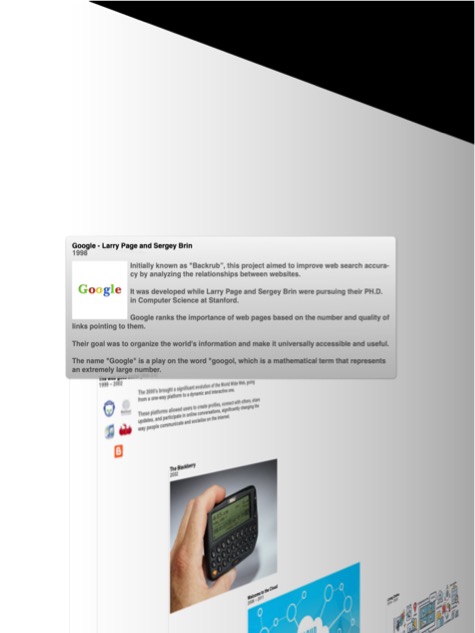 Google - Larry Page and Sergey Brin
1998
Initially known as "Backrub", this project aimed to improve web search accura-
cy by analyzing the relationships between websites.
Google
It was developed while Larry Page and Sergey Brin were pursuing their PH.D.
in Computer Science at Stanford.
Google ranks the importance of web pages based on the number and quality of
links pointing to them.
Their goal was to organize the world's information and make it universally accessible and useful.
The name "Google" is a play on the word "googol, which is a mathematical term that represents
an extremely large number.
1999 - 2003
The 2000's brought a significant evolution of the World Wide Web, going
from a one-way platform to a dynamic and interactive one.
These platforms allowed users to create profiles, connect with others, share
updates, and participate in online conversations, significantly changing the
way people communicate and socialise on the internet.
The Blackberry
2002
Welcome to the Cloud
2006 - 2011